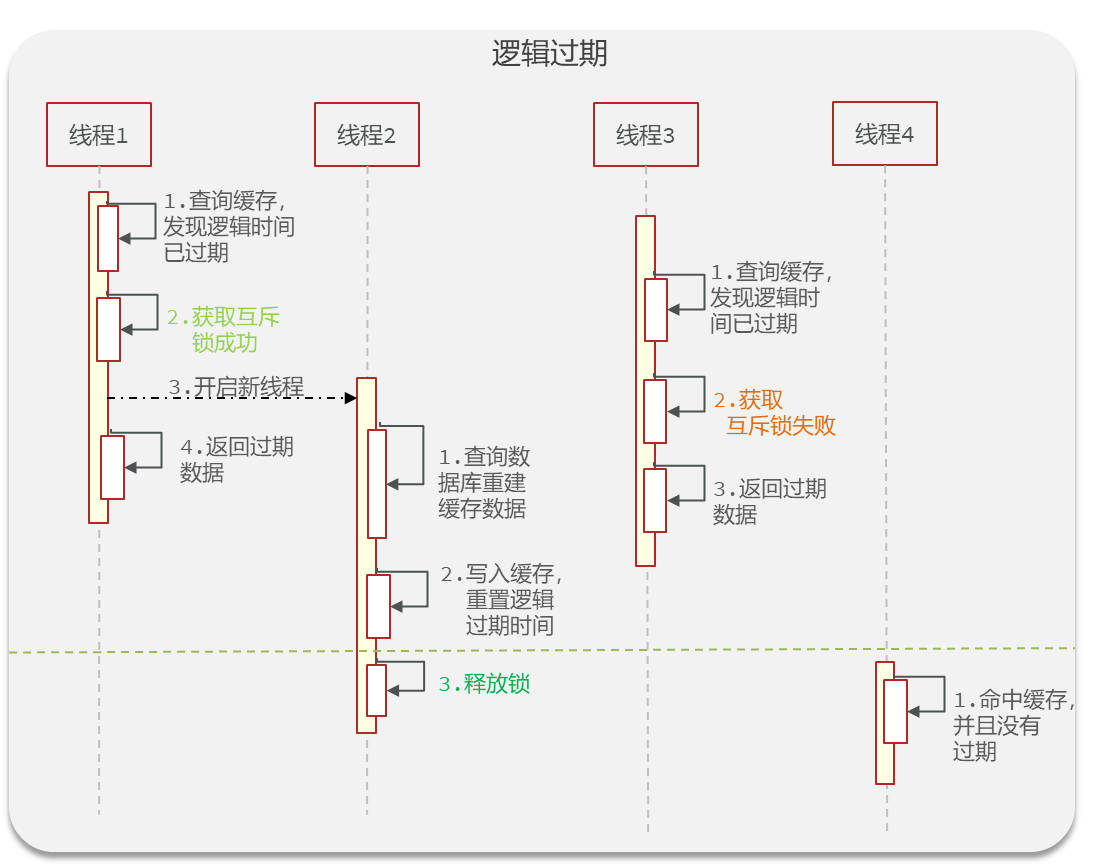 逻辑过期
线程1
线程2
线程3
线程4
1.查询缓存,
发现逻辑时间
已过期
2.获取互斥
锁成功
3.开启新线程
4.返回过期
数据
1.查询数
据库重建
缓存数据
2.写入缓存,
重置逻辑
过期时间
3.释放锁
1.查询缓存,
发现逻辑时
间已过期
2.获取
互斥锁失败
3.返回过期
数据
1.命中缓存,
并且没有
过期